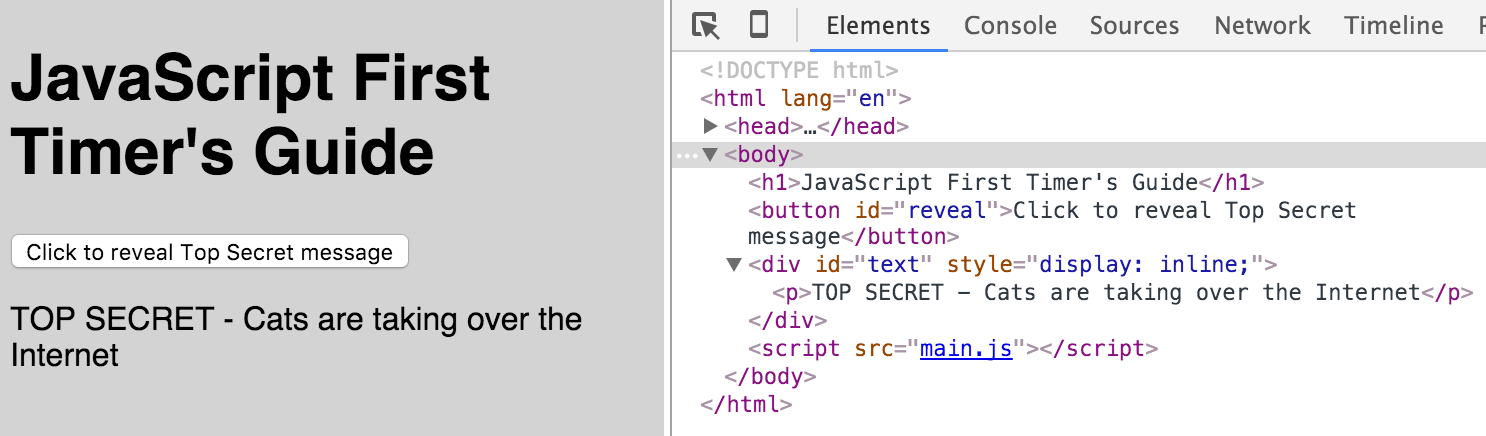 JavaScript First
Timer's Guide
Click to reveal Top Secret message
TOP SECRET - Cats are taking over the
Internet
Elements Console Sources Network Timeline
<!DOCTYPE html>
<html lang="en">
<head>…</head>
<body>
<h1>JavaScript First Timer's Guide</h1>
<button id="reveal">Click to reveal Top Secret
message</button>
<div id="text" style="display: inline;">
<p>TOP SECRET – Cats are taking over the Internet</p>
</div>
<script src="main.js"></script>
</body>
</html>